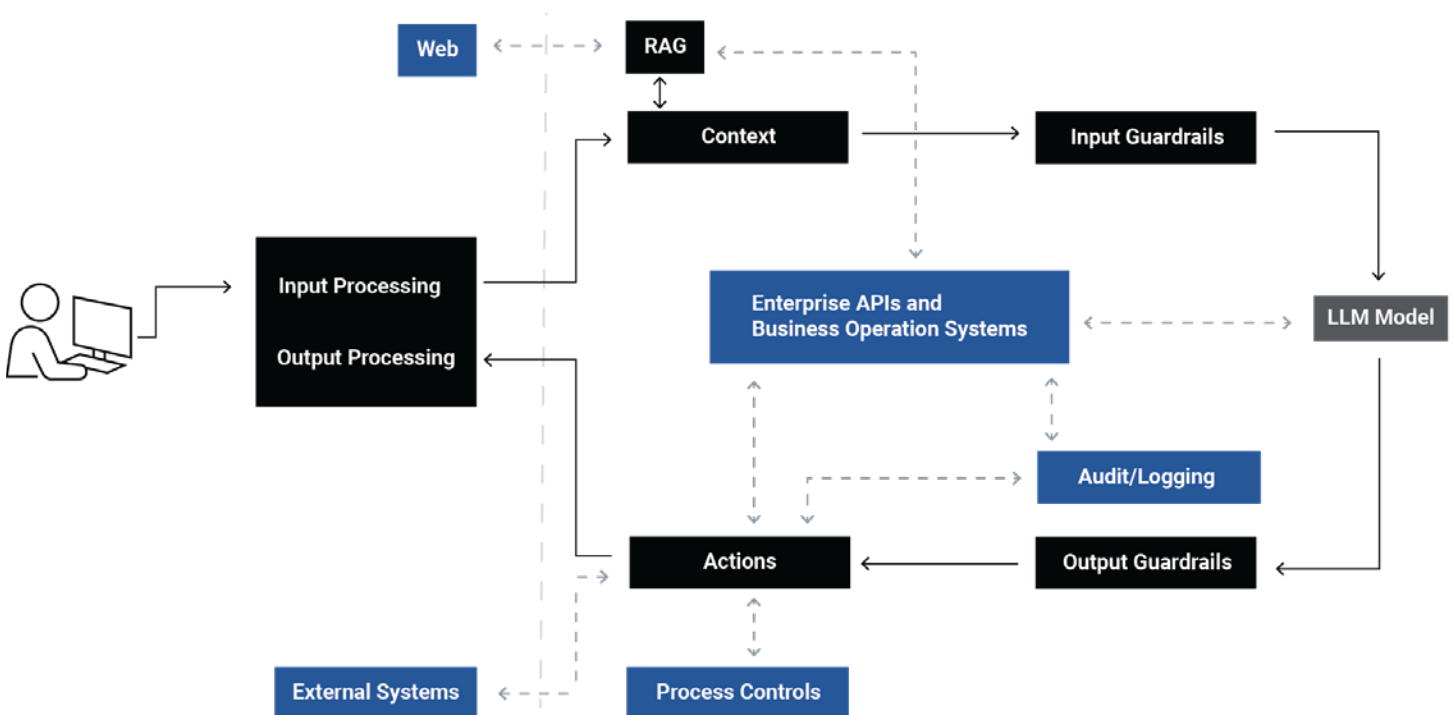 Web
RAG
Context
Input Guardrails
Input Processing
Output Processing
Enterprise APIs and
Business Operation Systems
LLM Model
Audit/Logging
Actions
Output Guardrails
External Systems
Process Controls